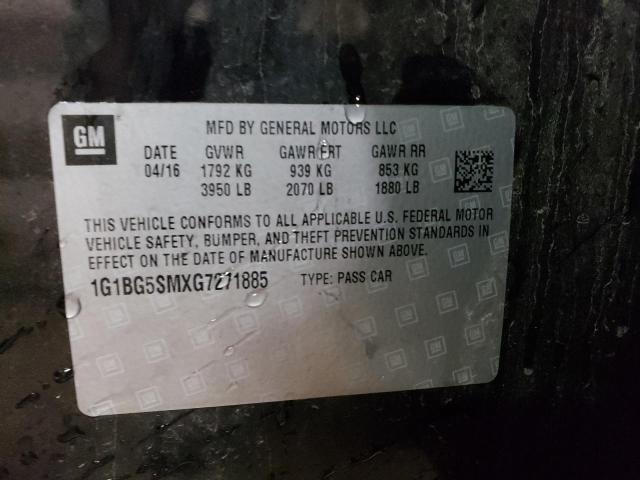 GM
MFD BY GENERAL MOTORS LLC
DATE GVWR GAWR FRT GAWR RR
04/16 1792 KG 939 KG 853 KG
3950 LB 2070 LB 1880 LB
THIS VEHICLE CONFORMS TO ALL APPLICABLE U.S. FEDERAL MOTOR
VEHICLE SAFETY, BUMPER, AND THEFT PREVENTION STANDARDS IN
EFFECT ON THE DATE OF MANUFACTURE SHOWN ABOVE.
1G1BG5SMXG7271885 TYPE: PASS CAR